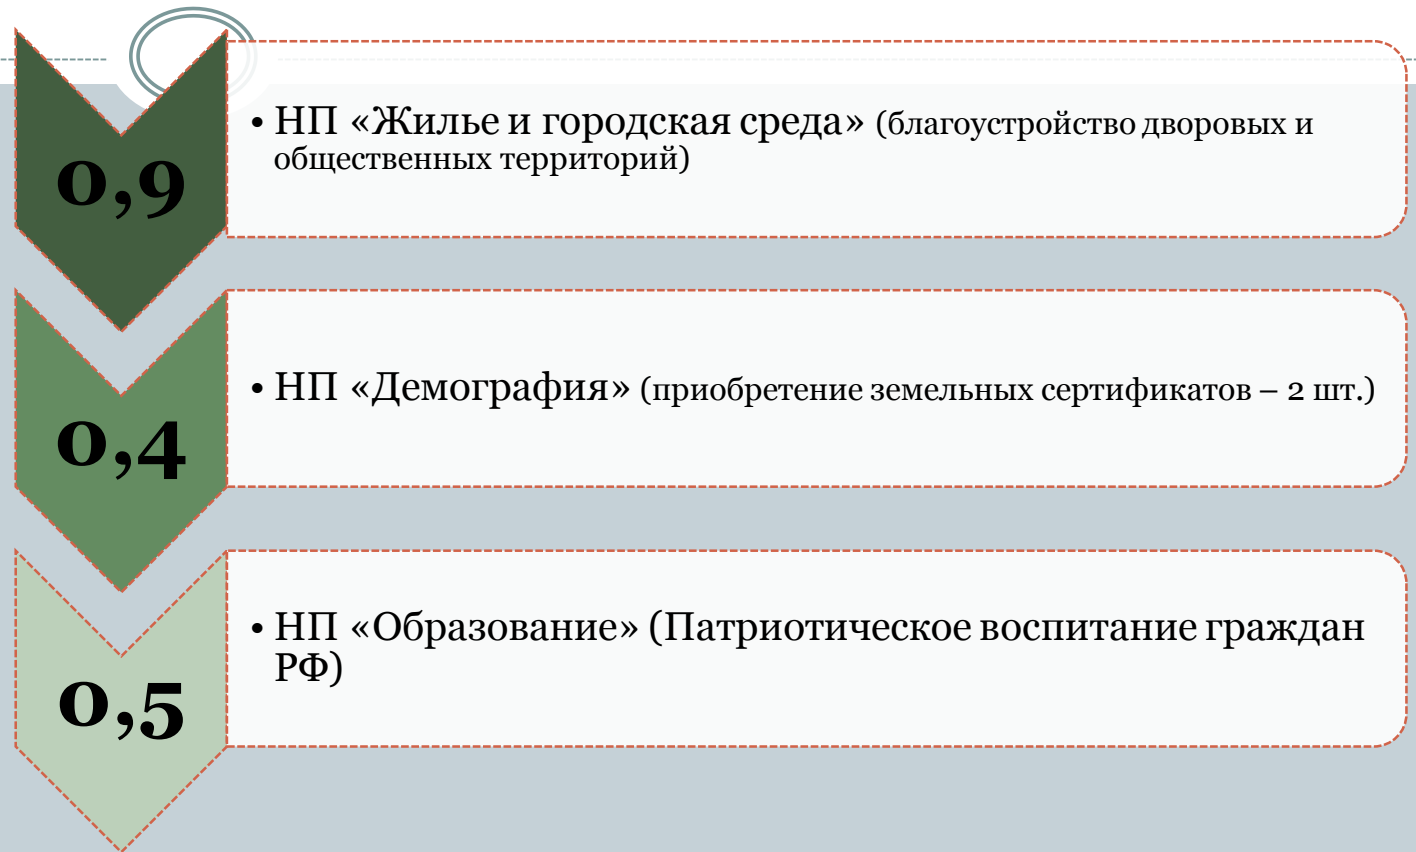 0,9
• НП «Жилье и городская среда» (благоустройство дворовых и
общественных территорий)
0,4
• НП «Демография» (приобретение земельных сертификатов – 2 шт.)
0,5
• НП «Образование» (Патриотическое воспитание граждан
РФ)